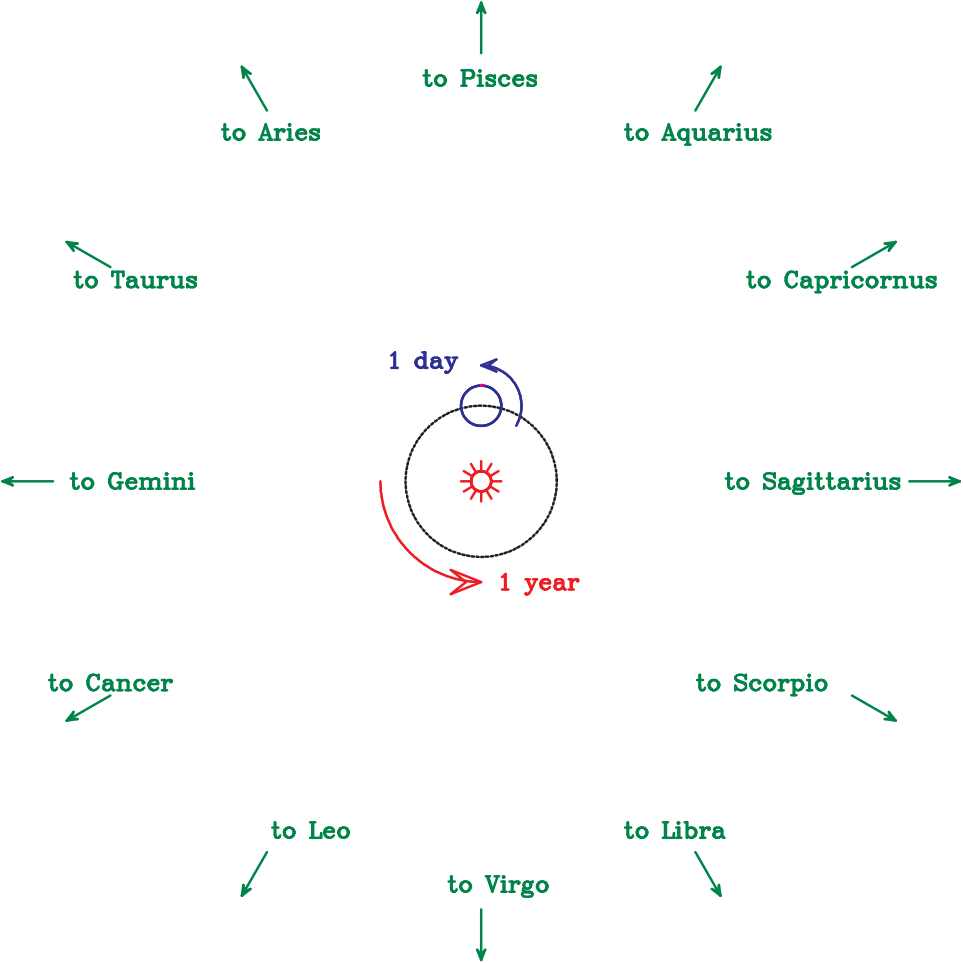 to Pisces
to Aries
to Aquarius
to Taurus
to Capricornus
1 day
to Gemini
to Sagittarius
1 year
to Cancer
to Scorpio
to Leo
to Libra
to Virgo